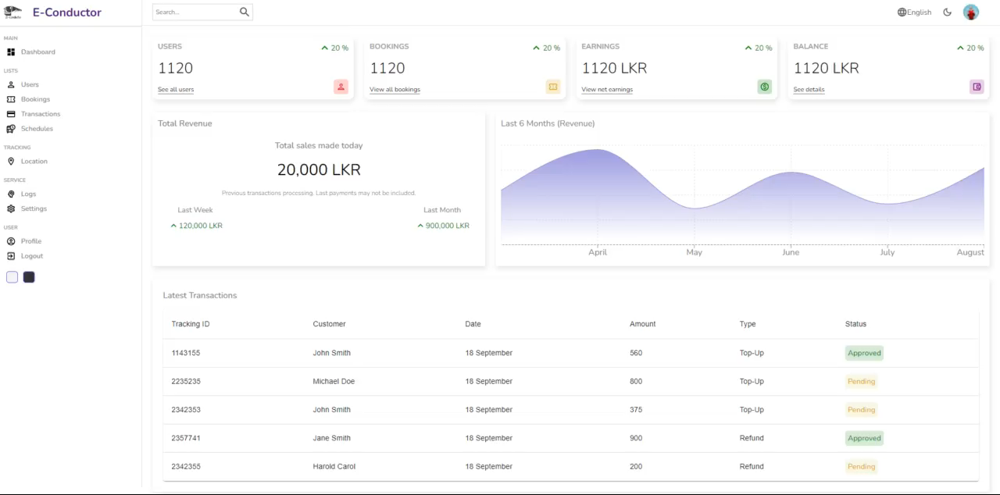 E-Conductor
Search...
English
MAIN
Dashboard
LISTS
Users
Bookings
Transactions
Schedules
TRACKING
Location
SERVICE
Logs
Settings
USER
Profile
Logout
USERS 20 %
1120
See all users
BOOKINGS 20 %
1120
View all bookings
EARNINGS 20 %
1120 LKR
View net earnings
BALANCE 20 %
1120 LKR
See details
Total Revenue
Total sales made today
20,000 LKR
Previous transactions processing. Last payments may not be included.
Last Week Last Month
120,000 LKR 900,000 LKR
Last 6 Months (Revenue)
April May June July August
Latest Transactions
Tracking ID Customer Date Amount Type Status
1143155 John Smith 18 September 560 Top-Up Approved
2235235 Michael Doe 18 September 800 Top-Up Pending
2342353 John Smith 18 September 375 Top-Up Pending
2357741 Jane Smith 18 September 900 Refund Approved
2342355 Harold Carol 18 September 200 Refund Pending